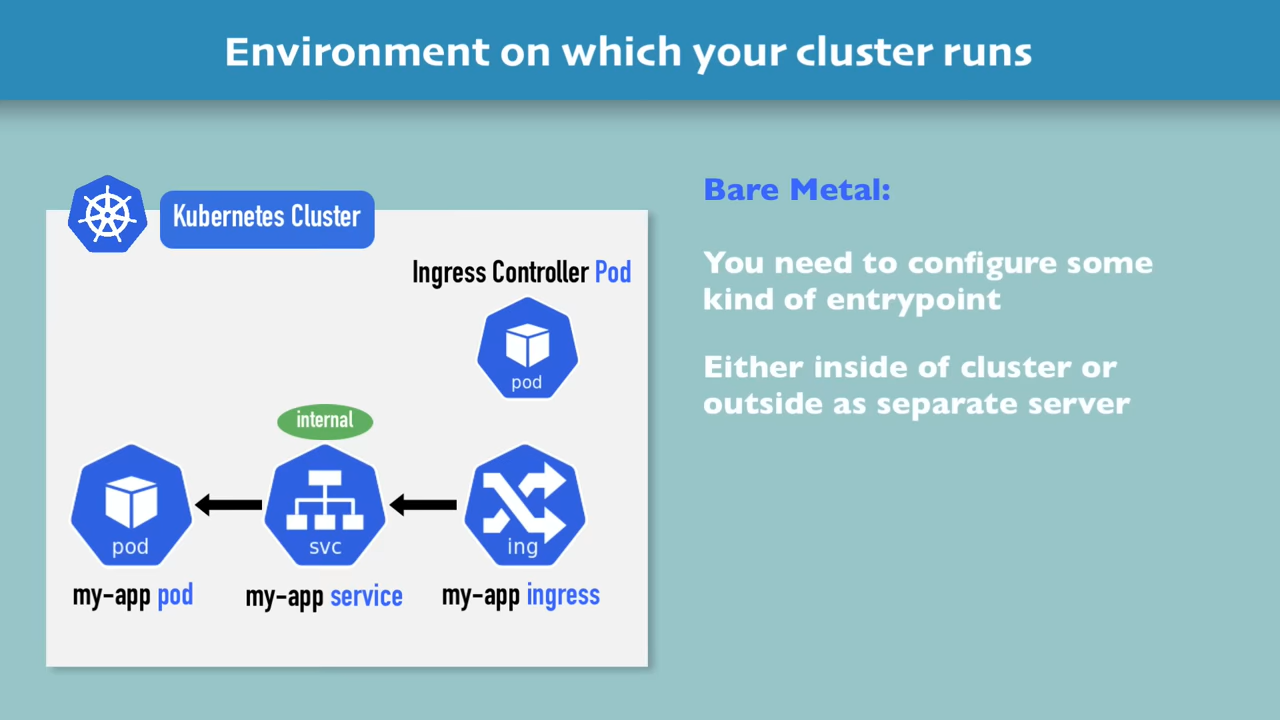 Environment on which your cluster runs
Kubernetes Cluster
Ingress Controller Pod
pod
internal
pod
svc
ing
my-app pod
my-app service
my-app ingress
Bare Metal:
You need to configure some
kind of entrypoint
Either inside of cluster or
outside as separate server